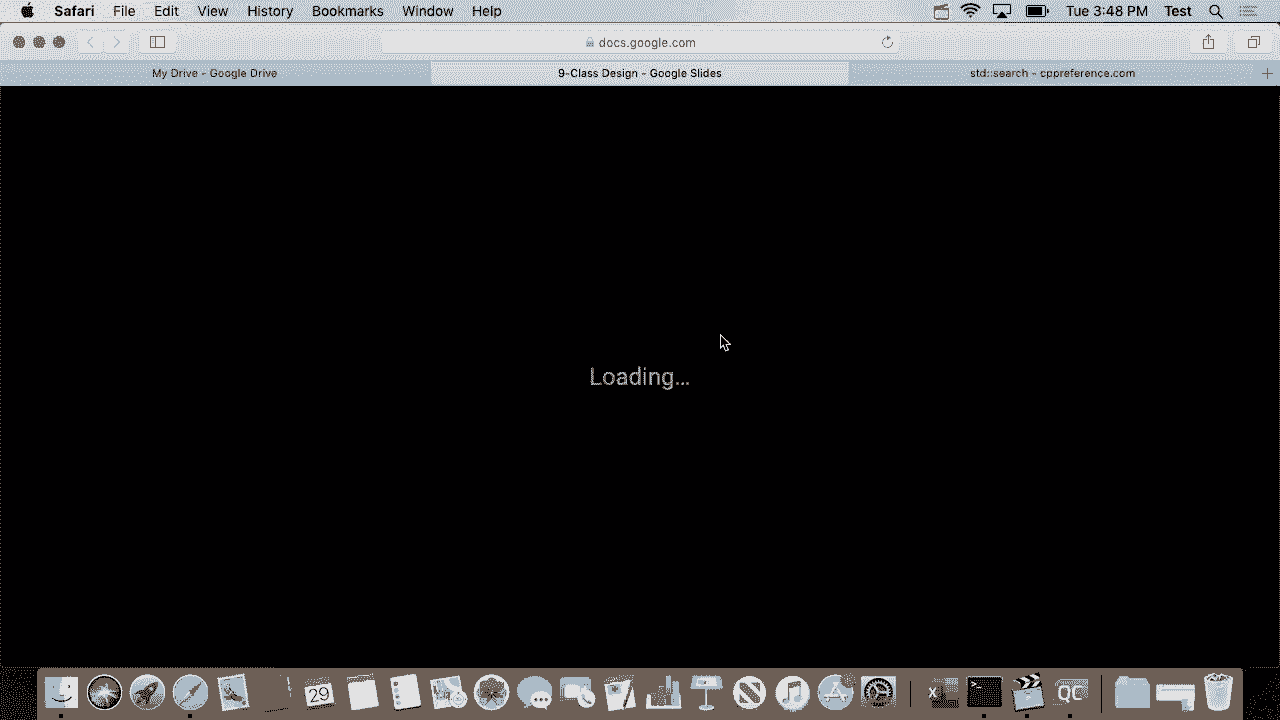 Safari File Edit View History Bookmarks Window Help Tue 3:48 PM Test
docs.google.com
My Drive - Google Drive 9-Class Design - Google Slides std::search - cppreference.com
Loading...
29 X >_ QC